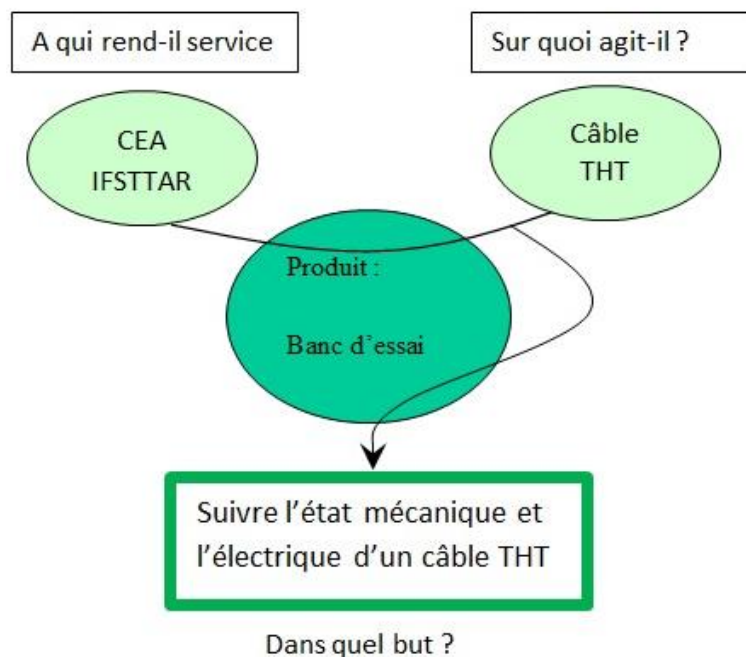 A qui rend-il service
Sur quoi agit-il ?
CEA
IFSTTAR
Câble
THT
Produit :
Banc d'essai
Suivre l'état mécanique et
l'électrique d'un câble THT
Dans quel but ?